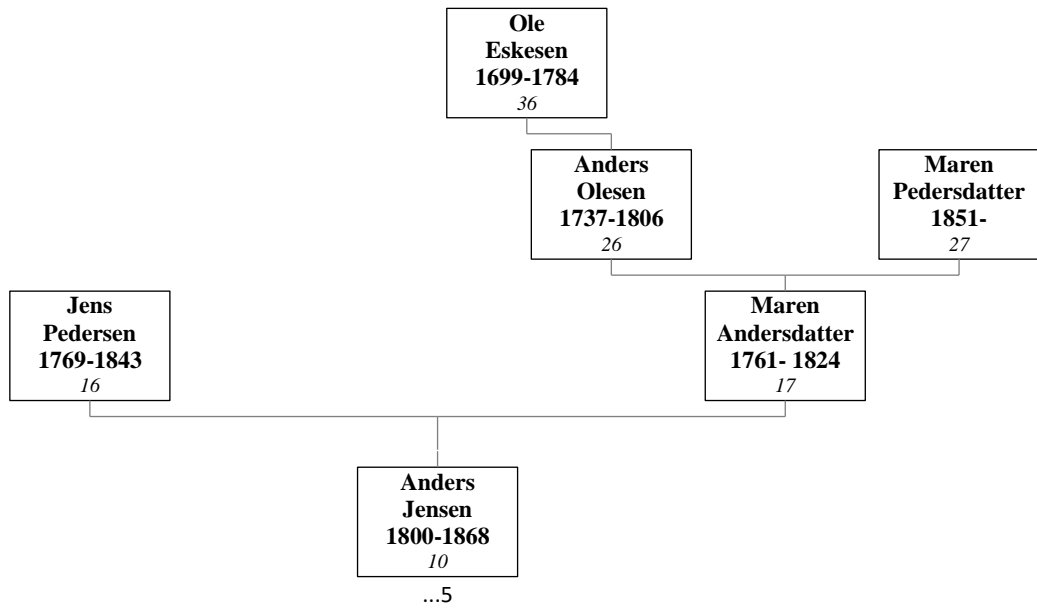 Ole
Eskesen
1699-1784
36
Anders
Olesen
1737-1806
26
Maren
Pedersdatter
1851-
27
Jens
Pedersen
1769-1843
16
Maren
Andersdatter
1761- 1824
17
Anders
Jensen
1800-1868
10
...5